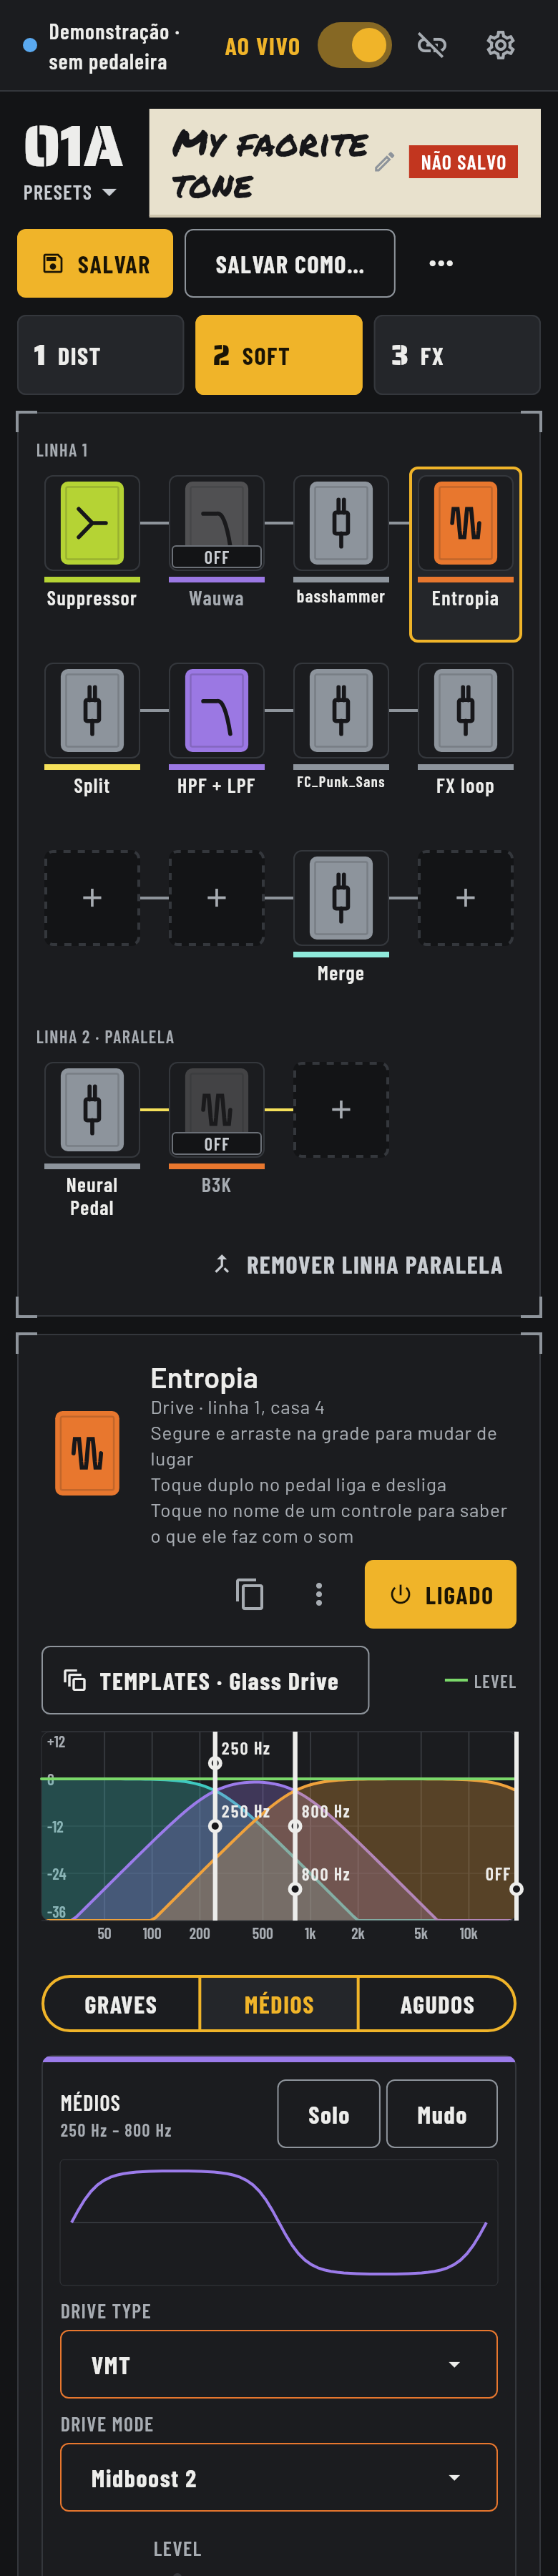 Demonstração ·
sem pedaleira
AO VIVO
01A
PRESETS
My faorite
tone
NÃO SALVO
SALVAR
SALVAR COMO...
1 DIST
2 SOFT
3 FX
LINHA 1
OFF
Suppressor
Wauwa
basshammer
Entropia
Split
HPF + LPF
FC_Punk_Sans
FX loop
+
+
+
Merge
LINHA 2 · PARALELA
+
OFF
Neural
Pedal
B3K
REMOVER LINHA PARALELA
Entropia
Drive · linha 1, casa 4
Segure e arraste na grade para mudar de
lugar
Toque duplo no pedal liga e desliga
Toque no nome de um controle para saber
o que ele faz com o som
LIGADO
TEMPLATES · Glass Drive
LEVEL
+12
250 Hz
0
-12
250 Hz
800 Hz
-24
800 Hz
OFF
-36
50
100
200
500
1k
2k
5k
10k
GRAVES
MÉDIOS
AGUDOS
MÉDIOS
250 Hz – 800 Hz
Solo
Mudo
DRIVE TYPE
VMT
DRIVE MODE
Midboost 2
LEVEL